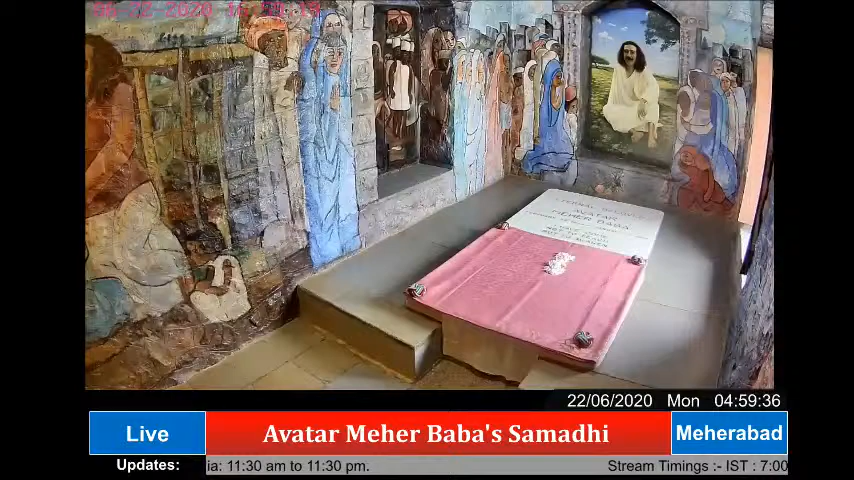 22/06/2020 Mon 04:59:36
AVATAR
MEHER BABA
Live
Avatar Meher Baba's Samadhi
Meherabad
Updates:
ia: 11:30 am to 11:30 pm.
Stream Timings :- IST : 7:00